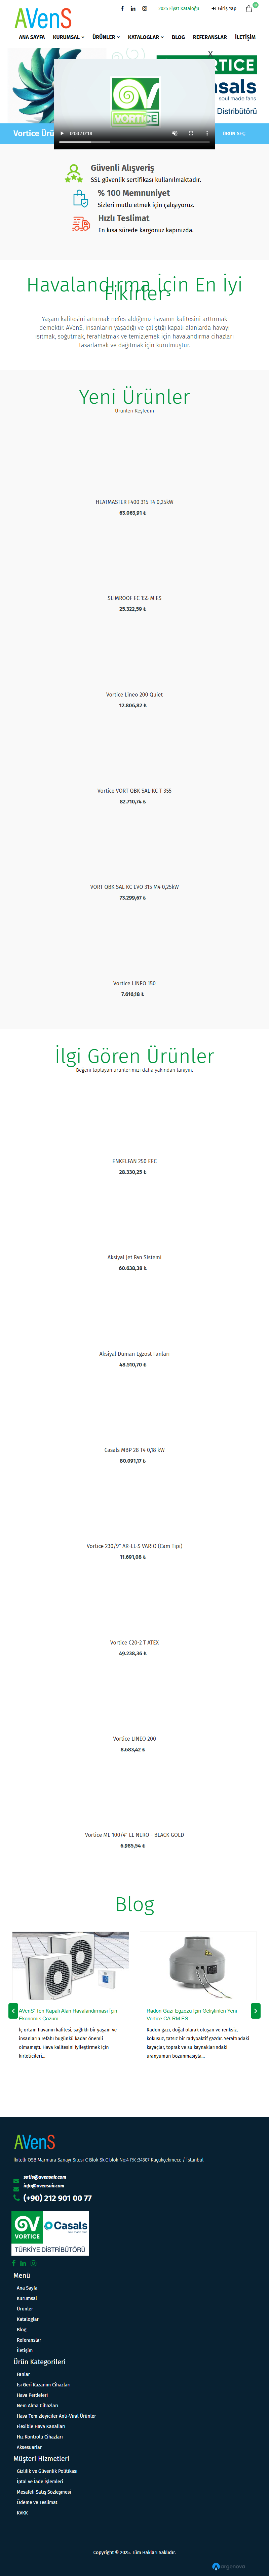 AVenS
2025 Fiyat Kataloğu
Giriş Yap
0
ANA SAYFA
KURUMSAL
ÜRÜNLER
KATALOGLAR
BLOG
REFERANSLAR
İLETİŞİM
X
VORTICE
Casals
soul made fans
Distribütörü
VORTICE
0:03 / 0:18
Vortice Ürü
ÜRÜN SEÇ
Güvenli Alışveriş
SSL güvenlik sertifikası kullanılmaktadır.
% 100 Memnuniyet
Sizleri mutlu etmek için çalışıyoruz.
Hızlı Teslimat
En kısa sürede kargonuz kapınızda.
Havalandırma İçin En İyi
Fikirler
Yaşam kalitesini artırmak nefes aldığımız havanın kalitesini arttırmak
demektir. AVenS, insanların yaşadığı ve çalıştığı kapalı alanlarda havayı
ısıtmak, soğutmak, ferahlatmak ve temizlemek için havalandırma cihazları
tasarlamak ve dağıtmak için kurulmuştur.
Yeni Ürünler
Ürünleri Keşfedin
HEATMASTER F400 315 T4 0,25kW
63.063,91 ₺
SLIMROOF EC 155 M ES
25.322,59 ₺
Vortice Lineo 200 Quiet
12.806,82 ₺
Vortice VORT QBK SAL-KC T 355
82.710,74 ₺
VORT QBK SAL KC EVO 315 M4 0,25kW
73.299,67 ₺
Vortice LINEO 150
7.616,18 ₺
İlgi Gören Ürünler
Beğeni toplayan ürünlerimizi daha yakından tanıyın.
ENKELFAN 250 EEC
28.330,25 ₺
Aksiyal Jet Fan Sistemi
60.638,38 ₺
Aksiyal Duman Egzost Fanları
48.510,70 ₺
Casals MBP 28 T4 0,18 kW
80.091,17 ₺
Vortice 230/9" AR-LL-S VARIO (Cam Tipi)
11.691,08 ₺
Vortice C20-2 T ATEX
49.238,36 ₺
Vortice LINEO 200
8.683,42 ₺
Vortice ME 100/4" LL NERO - BLACK GOLD
6.985,54 ₺
Blog
AVenS' Ten Kapalı Alan Havalandırması İçin
Ekonomik Çözüm
İç ortam havanın kalitesi, sağlıklı bir yaşam ve
insanların refahı bugünkü kadar önemli
olmamıştı. Hava kalitesini iyileştirmek için
birleticileri...
Radon Gazı Egzozu için Geliştirilen Yeni
Vortice CA-RM ES
Radon gazı, doğal olarak oluşan ve renksiz,
kokusuz, tatsız bir radyoaktif gazdır. Yeraltındaki
kayaçlar, toprak ve su kaynaklarındaki
uranyumun bozunmasıyla...
AVenS
İkitelli OSB Marmara Sanayi Sitesi C Blok Sk.C blok No:4 P.K :34307 Küçükçekmece / İstanbul
satis@avensair.com
info@avensair.com
(+90) 212 901 00 77
VORTICE
Casals
TÜRKİYE DİSTRİBÜTÖRÜ
Menü
Ana Sayfa
Kurumsal
Ürünler
Kataloglar
Blog
Referanslar
İletişim
Ürün Kategorileri
Fanlar
Isı Geri Kazanım Cihazları
Hava Perdeleri
Nem Alma Cihazları
Hava Temizleyiciler Anti-Viral Ürünler
Flexible Hava Kanalları
Hız Kontrolü Cihazları
Aksesuarlar
Müşteri Hizmetleri
Gizlilik ve Güvenlik Politikası
İptal ve İade İşlemleri
Mesafeli Satış Sözleşmesi
Ödeme ve Teslimat
KVKK
Copyright © 2025. Tüm Hakları Saklıdır.